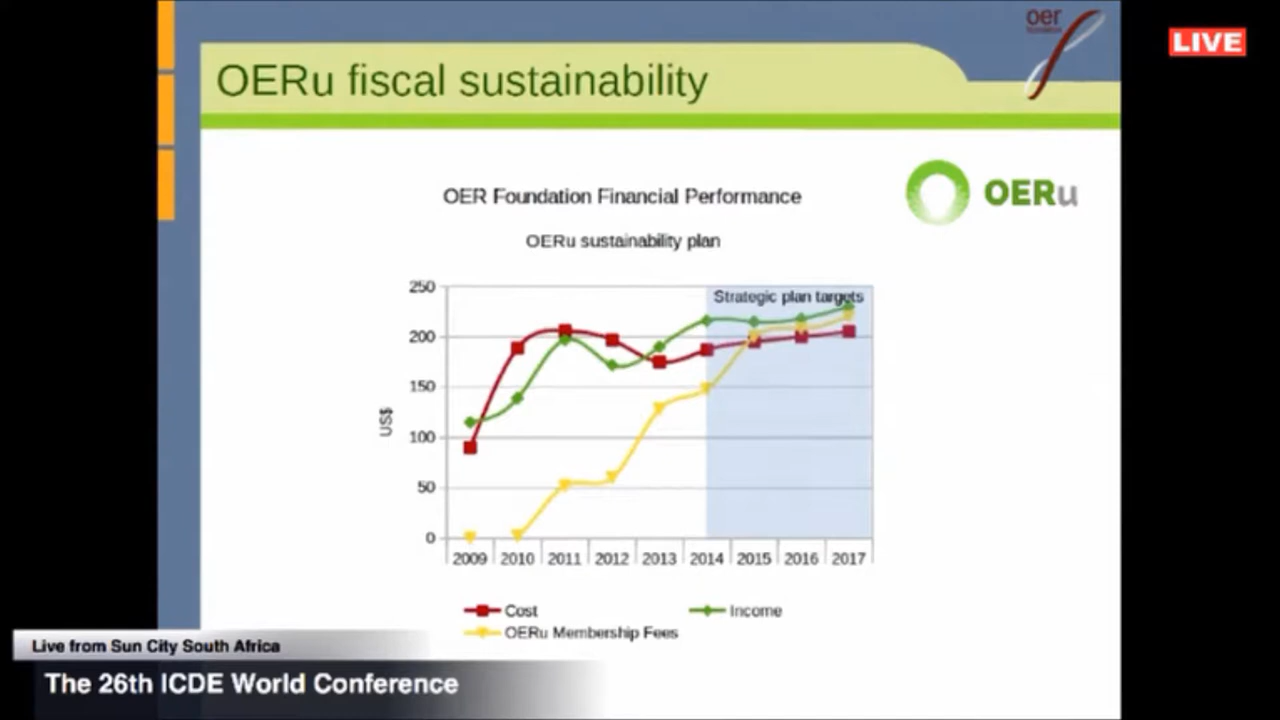 oer
LIVE
OERu fiscal sustainability
OERu
OER Foundation Financial Performance
OERu sustainability plan
Strategic plan targets
250
200
150
100
50
0
US$
2009 2010 2011 2012 2013 2014 2015 2016 2017
Cost Income
OERu Membership Fees
Live from Sun City South Africa
The 26th ICDE World Conference